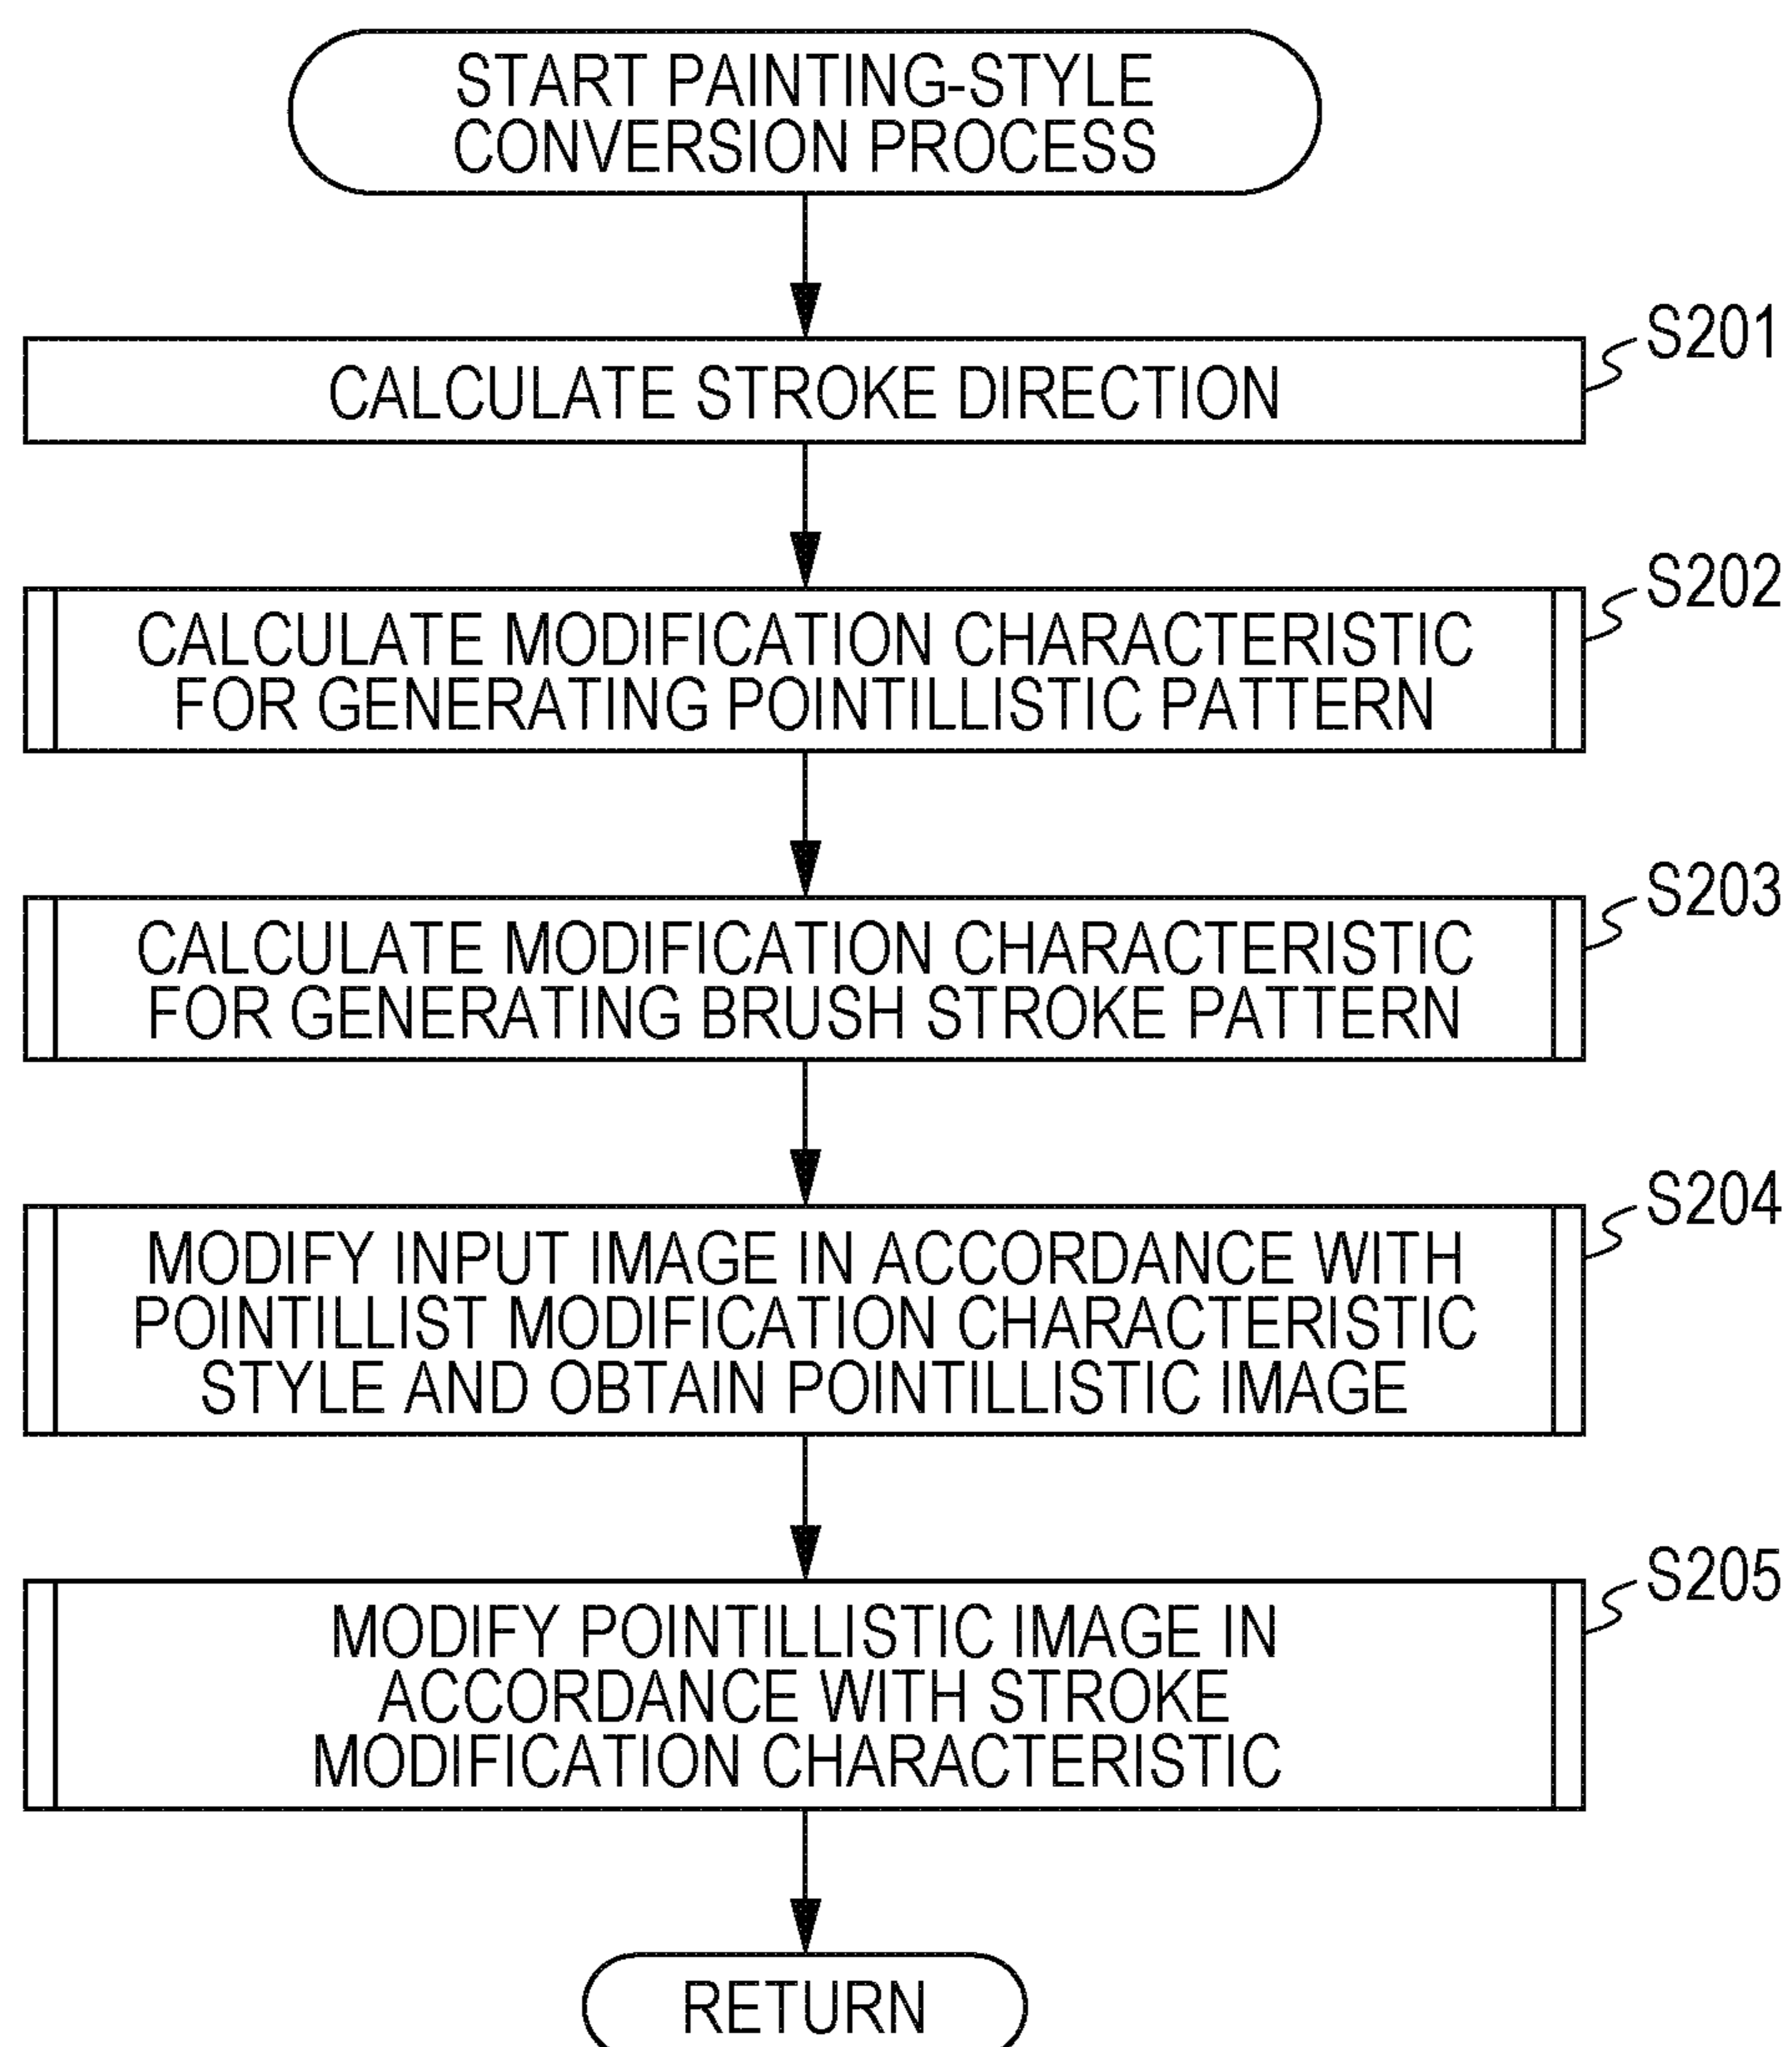 START PAINTING-STYLE
CONVERSION PROCESS
S201
CALCULATE STROKE DIRECTION
S202
CALCULATE MODIFICATION CHARACTERISTIC
FOR GENERATING POINTILLISTIC PATTERN
S203
CALCULATE MODIFICATION CHARACTERISTIC
FOR GENERATING BRUSH STROKE PATTERN
S204
MODIFY INPUT IMAGE IN ACCORDANCE WITH
POINTILLIST MODIFICATION CHARACTERISTIC
STYLE AND OBTAIN POINTILLISTIC IMAGE
S205
MODIFY POINTILLISTIC IMAGE IN
ACCORDANCE WITH STROKE
MODIFICATION CHARACTERISTIC
RETURN